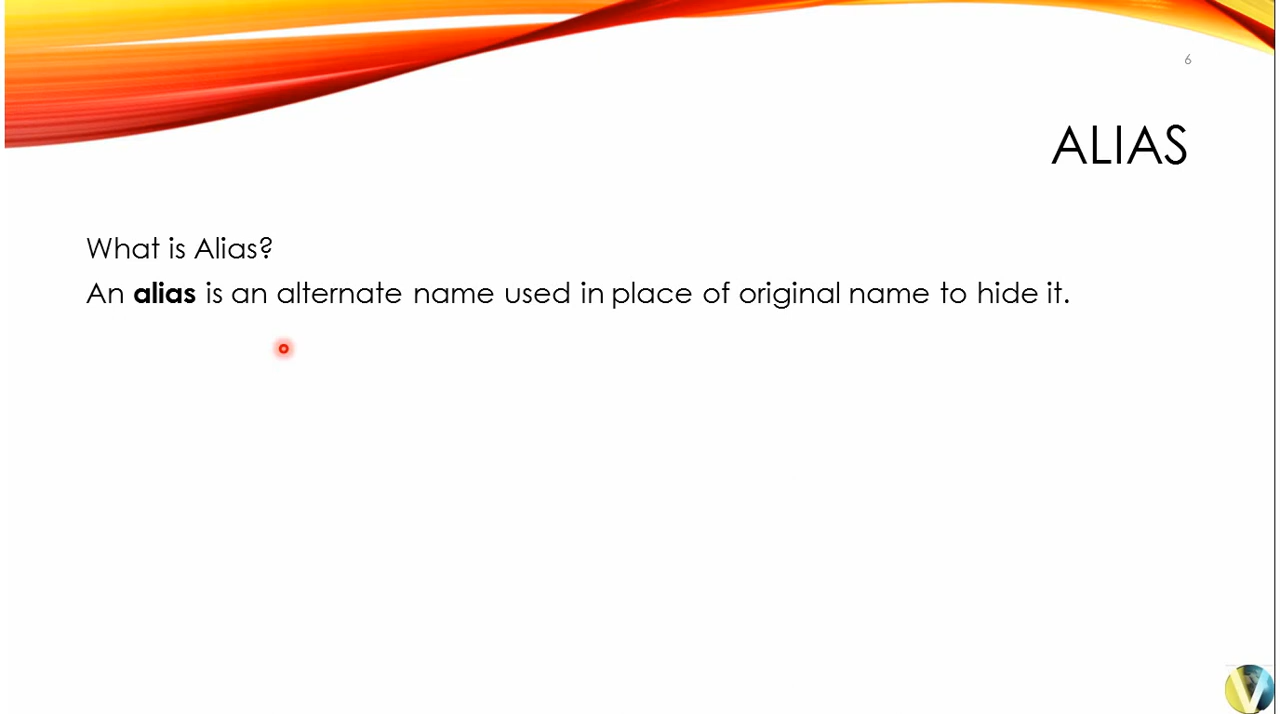 6
ALIAS
What is Alias?
An alias is an alternate name used in place of original name to hide it.
V